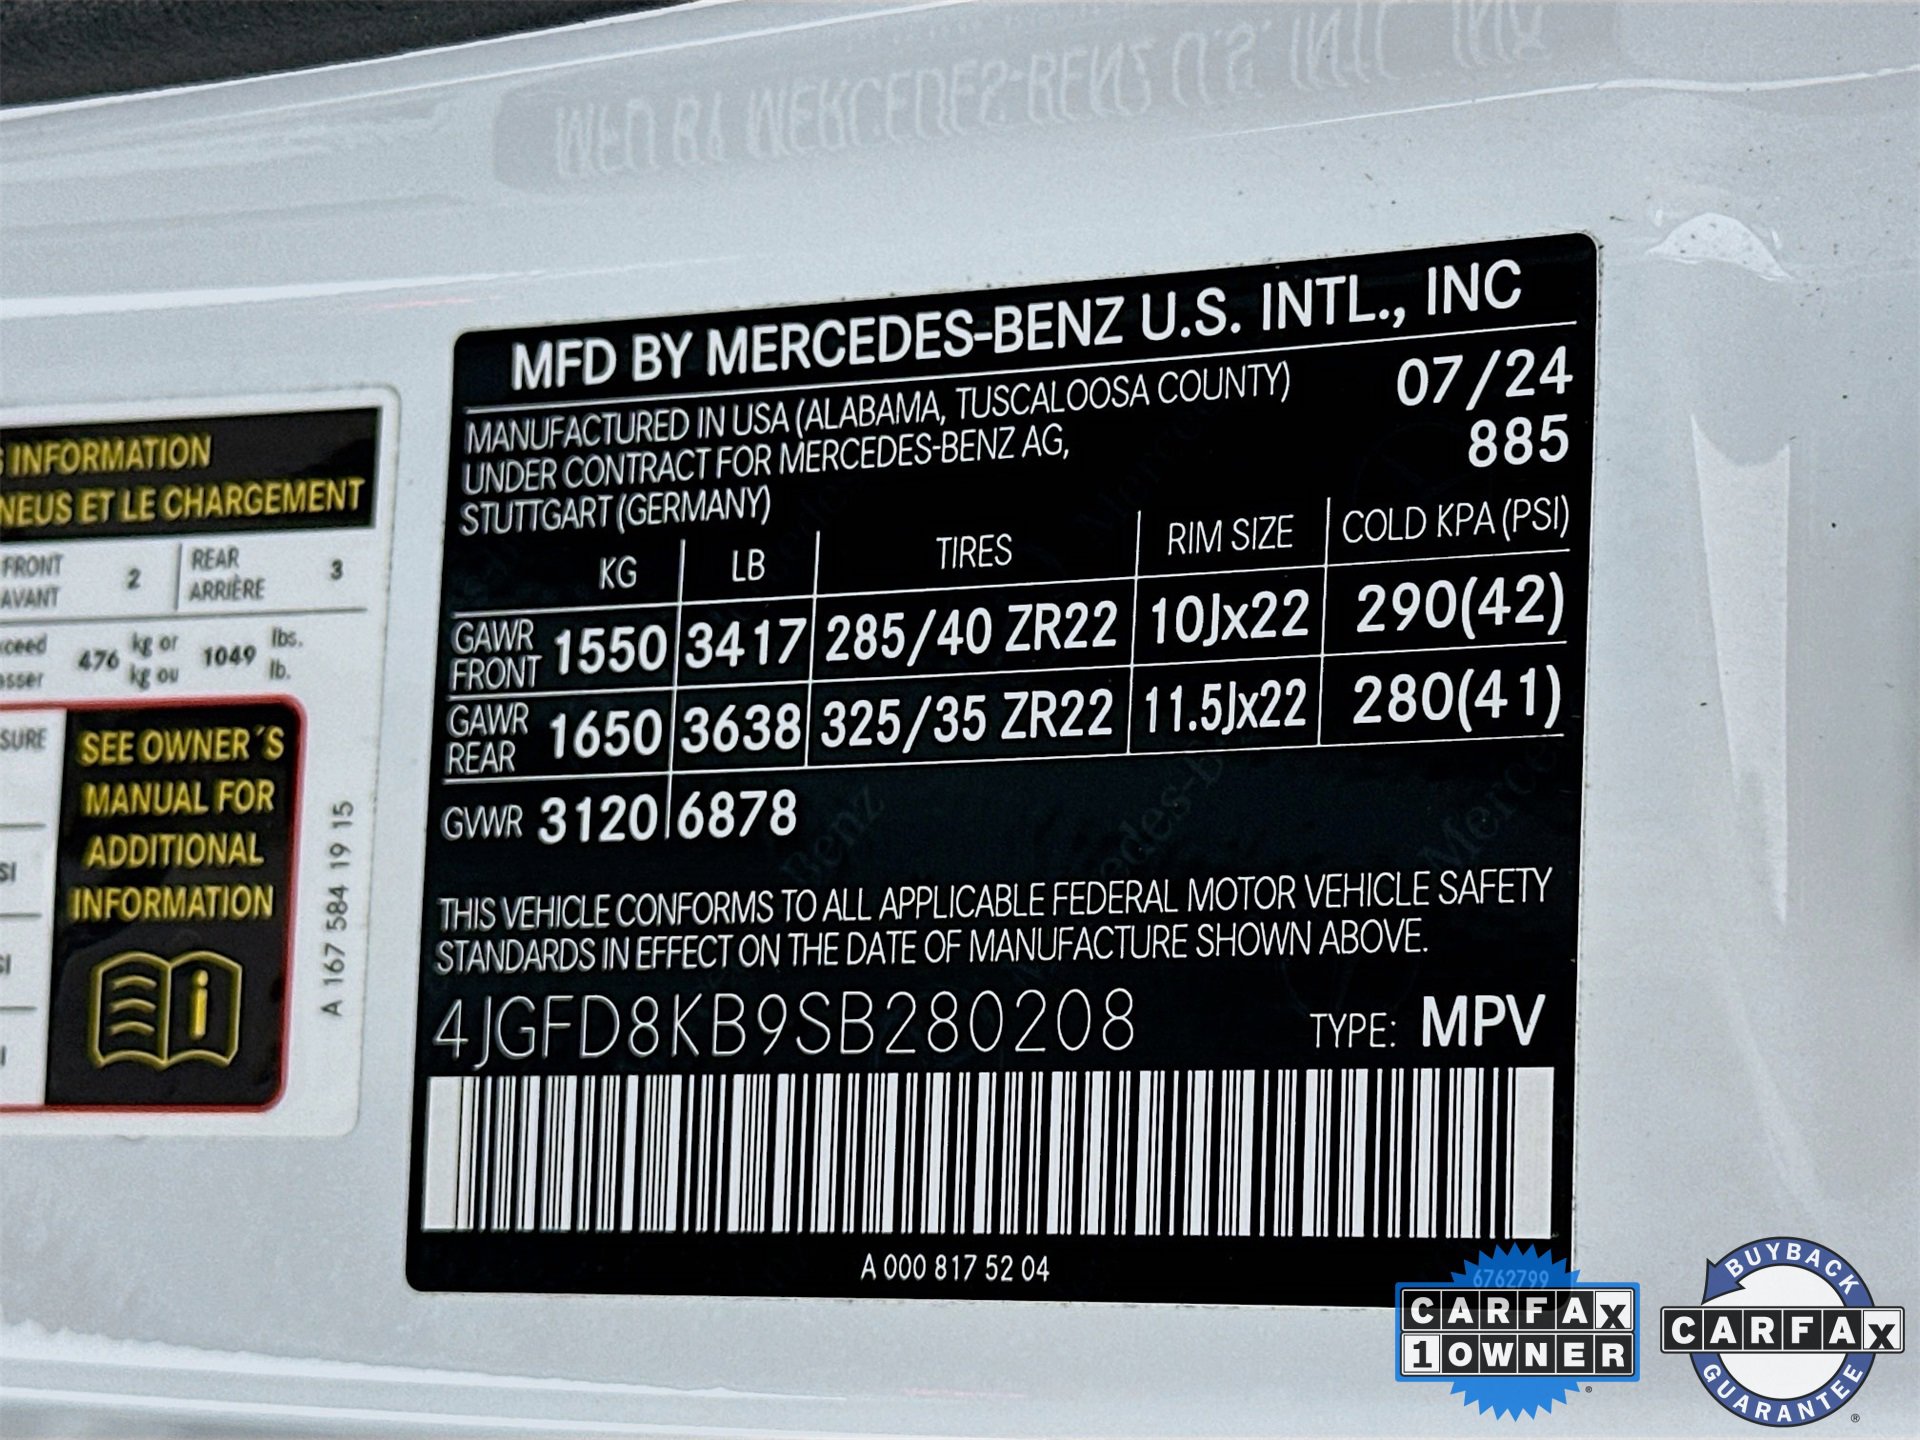 MFD BY MERCEDES-BENZ U.S. INTL., INC
MANUFACTURED IN USA (ALABAMA, TUSCALOOSA COUNTY) 07/24
UNDER CONTRACT FOR MERCEDES-BENZ AG, 885
STUTTGART (GERMANY)
KG LB TIRES RIM SIZE COLD KPA (PSI)
GAWR FRONT 1550 3417 285/40 ZR22 10Jx22 290(42)
GAWR REAR 1650 3638 325/35 ZR22 11.5Jx22 280(41)
GVWR 3120 6878
THIS VEHICLE CONFORMS TO ALL APPLICABLE FEDERAL MOTOR VEHICLE SAFETY
STANDARDS IN EFFECT ON THE DATE OF MANUFACTURE SHOWN ABOVE.
4JGFD8KB9SB280208 TYPE: MPV
A 000 817 52 04
INFORMATION
ET LE CHARGEMENT
FRONT 2 REAR 3
AVANT ARRIÈRE
476 kg or 1049 lbs.
kg ou lb.
SEE OWNER´S
MANUAL FOR
ADDITIONAL
INFORMATION
A 167 584 19 15
6762799
CARFAX
1 OWNER
BUYBACK
CARFAX
GUARANTEE